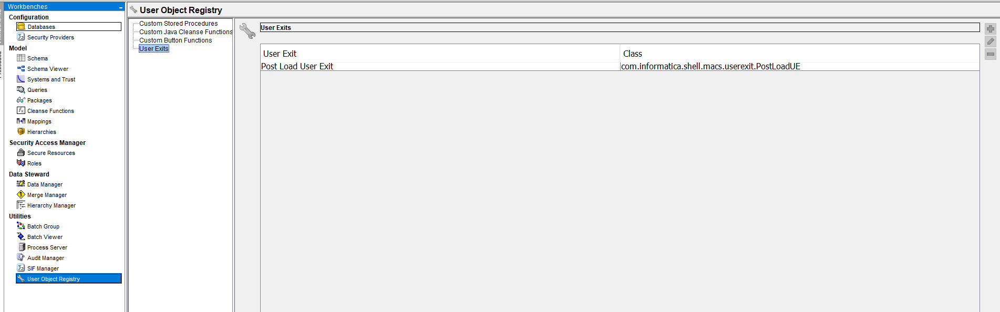 Workbenches
Configuration
Databases
Security Providers
Model
Schema
Schema Viewer
Systems and Trust
Queries
Packages
Cleanse Functions
Mappings
Hierarchies
Security Access Manager
Secure Resources
Roles
Data Steward
Data Manager
Merge Manager
Hierarchy Manager
Utilities
Batch Group
Batch Viewer
Process Server
Audit Manager
SIF Manager
User Object Registry
User Object Registry
Custom Stored Procedures
Custom Java Cleanse Functions
Custom Button Functions
User Exits
User Exits
User Exit Class
Post Load User Exit com.informatica.shell.macs.userexit.PostLoadUE